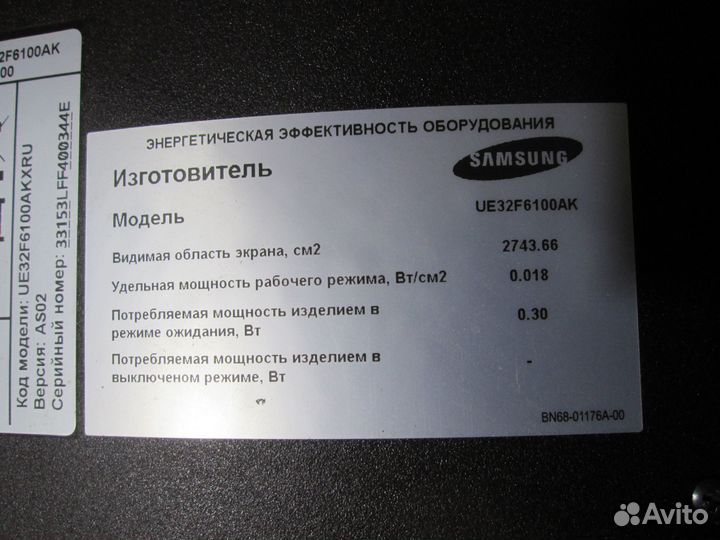 2F6100AK
00
Код модели: UE32F6100AKXRU
Версия: AS02
Серийный номер: 33153LFF400344E
ЭНЕРГЕТИЧЕСКАЯ ЭФФЕКТИВНОСТЬ ОБОРУДОВАНИЯ
Изготовитель SAMSUNG
Модель UE32F6100AK
Видимая область экрана, см2 2743.66
Удельная мощность рабочего режима, Вт/см2 0.018
Потребляемая мощность изделием в 0.30
режиме ожидания, Вт
Потребляемая мощность изделием в -
выключеном режиме, Вт
BN68-01176A-00
Avito